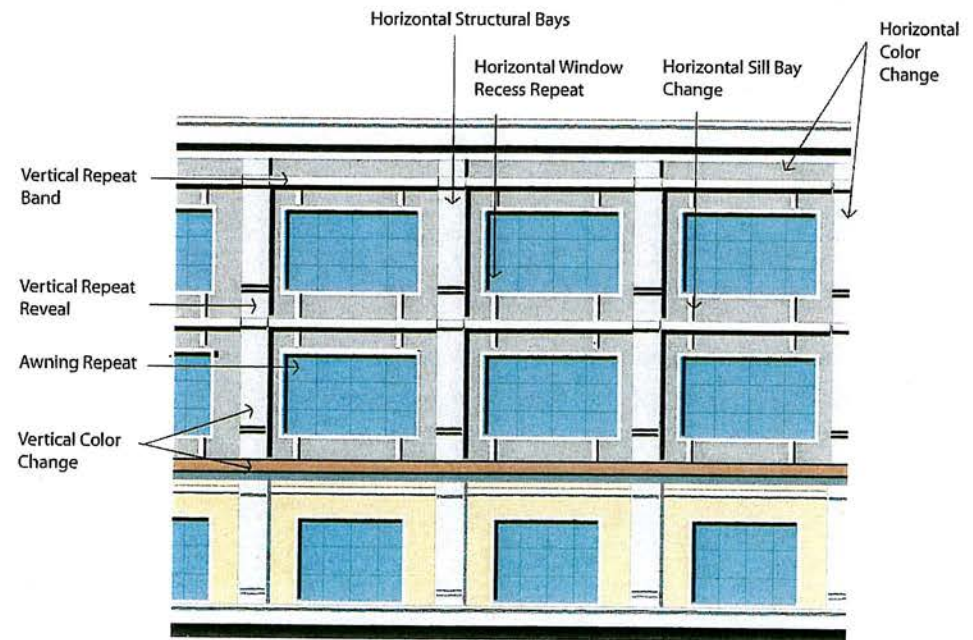 Horizontal Structural Bays
Horizontal
Color
Change
Horizontal Window
Recess Repeat
Horizontal Sill Bay
Change
Vertical Repeat
Band
Vertical Repeat
Reveal
Awning Repeat
Vertical Color
Change